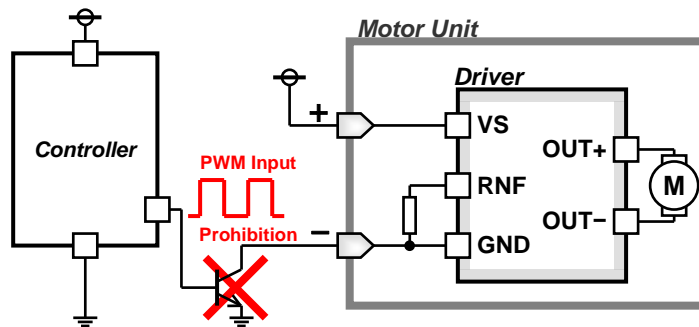 Motor Unit
Driver
+
VS
Controller
PWM Input
OUT+
RNF
M
OUT−
Prohibition
−
GND